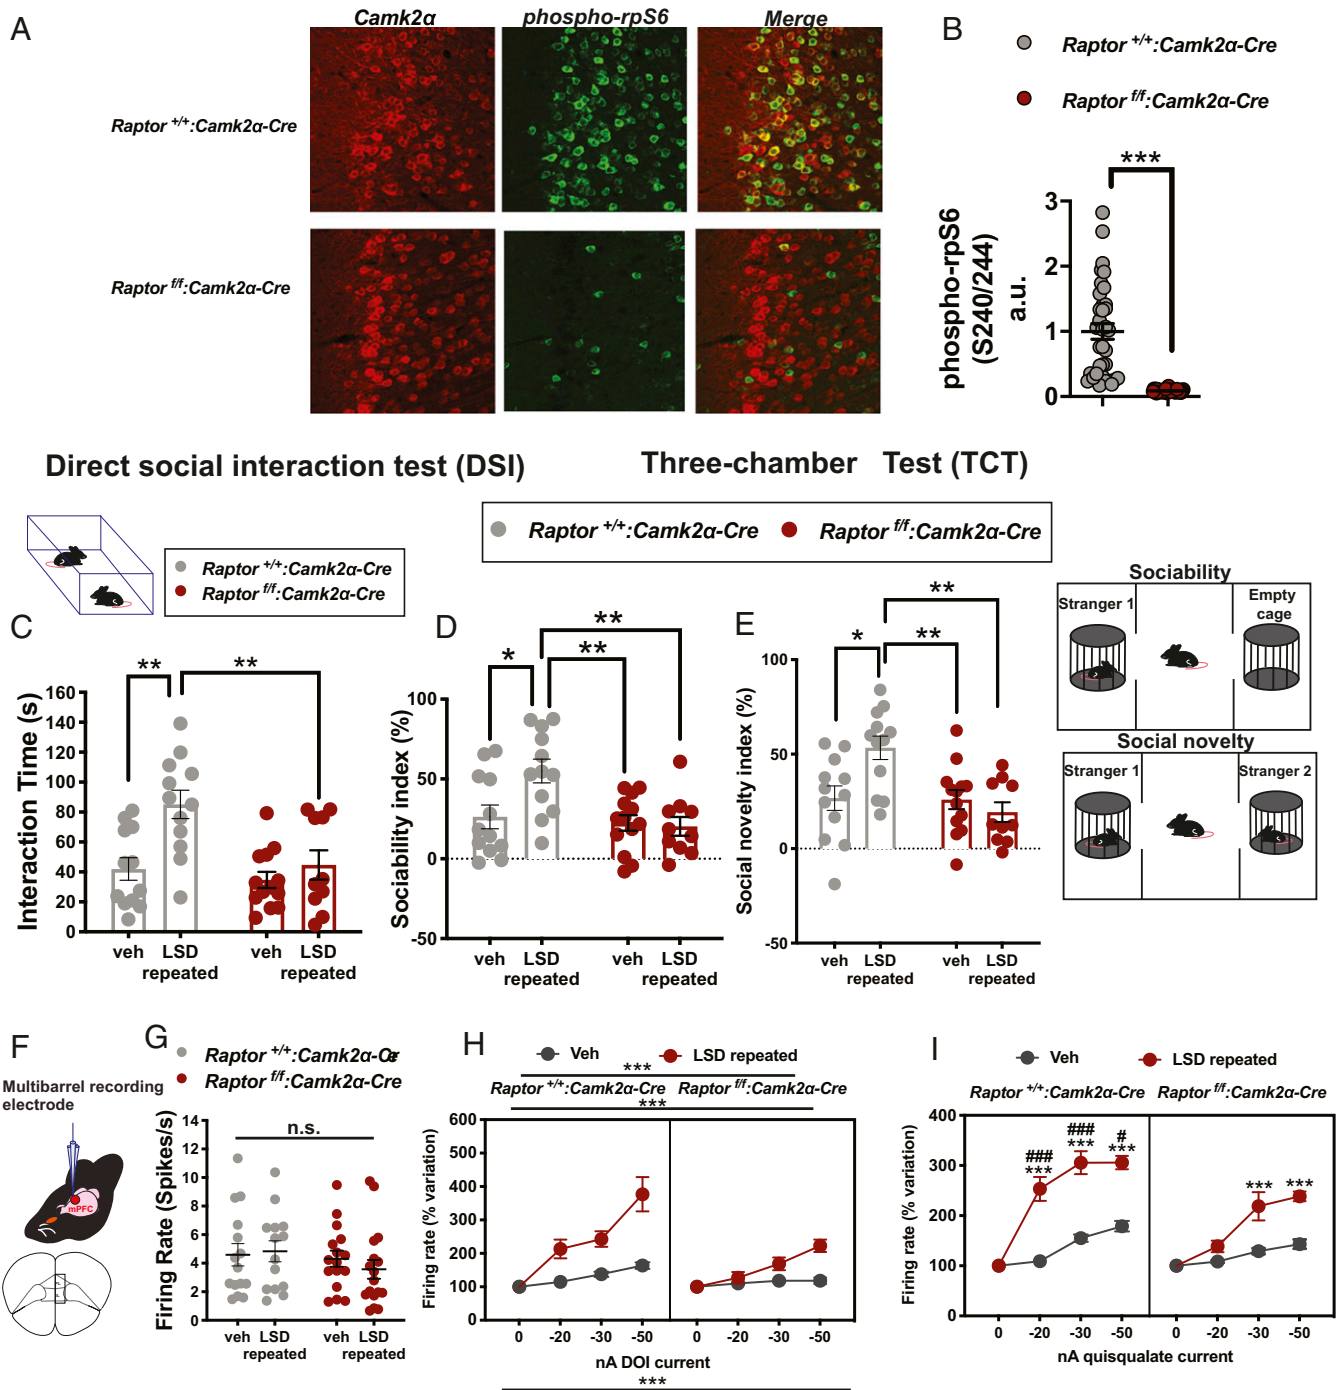 A
Camk2α
phospho-rpS6
Merge
Raptor +/+:Camk2α-Cre
Raptor f/f:Camk2α-Cre
B
Raptor +/+:Camk2α-Cre
Raptor f/f:Camk2α-Cre
***
phospho-rpS6
(S240/244)
a.u.
3
2
1
0
Direct social interaction test (DSI)
Three-chamber Test (TCT)
Raptor +/+:Camk2α-Cre
Raptor f/f:Camk2α-Cre
Raptor +/+:Camk2α-Cre
Raptor f/f:Camk2α-Cre
C
** **
Interaction Time (s)
160
140
120
100
80
60
40
20
0
veh LSD repeated veh LSD repeated
D
**
* **
Sociability index (%)
100
50
0
-50
veh LSD repeated veh LSD repeated
E
**
* **
Social novelty index (%)
100
50
0
-50
veh LSD repeated veh LSD repeated
Sociability
Stranger 1
Empty
cage
Social novelty
Stranger 1
Stranger 2
F
Multibarrel recording
electrode
mPFC
G
Raptor +/+:Camk2α-Cre
Raptor f/f:Camk2α-Cre
n.s.
Firing Rate (Spikes/s)
14
12
10
8
6
4
2
0
veh LSD repeated veh LSD repeated
H
Veh
LSD repeated
***
Raptor +/+:Camk2α-Cre
Raptor f/f:Camk2α-Cre
***
Firing rate (% variation)
600
500
400
300
200
100
0
0 -20 -30 -50 0 -20 -30 -50
nA DOI current
***
I
Veh
LSD repeated
Raptor +/+:Camk2α-Cre
Raptor f/f:Camk2α-Cre
Firing rate (% variation)
400
300
200
100
0
### ### #
*** *** *** *** ***
0 -20 -30 -50 0 -20 -30 -50
nA quisqualate current